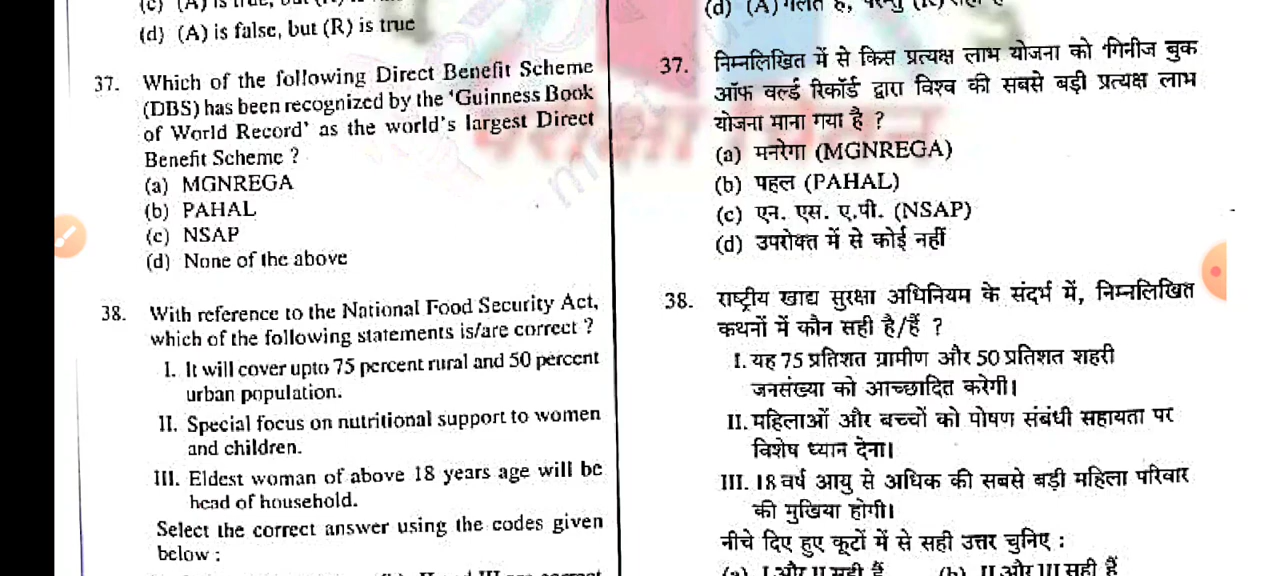 (d) (A) is false, but (R) is true
37. Which of the following Direct Benefit Scheme
(DBS) has been recognized by the ‘Guinness Book
of World Record’ as the world’s largest Direct
Benefit Scheme ?
(a) MGNREGA
(b) PAHAL
(c) NSAP
(d) None of the above
38. With reference to the National Food Security Act,
which of the following statements is/are correct ?
I. It will cover upto 75 percent rural and 50 percent
urban population.
II. Special focus on nutritional support to women
and children.
III. Eldest woman of above 18 years age will be
head of household.
Select the correct answer using the codes given
below :
37. निम्नलिखित में से किस प्रत्यक्ष लाभ योजना को गिनीज बुक
ऑफ वर्ल्ड रिकॉर्ड द्वारा विश्व की सबसे बड़ी प्रत्यक्ष लाभ
योजना माना गया है ?
(a) मनरेगा (MGNREGA)
(b) पहल (PAHAL)
(c) एन. एस. ए.पी. (NSAP)
(d) उपरोक्त में से कोई नहीं
38. राष्ट्रीय खाद्य सुरक्षा अधिनियम के संदर्भ में, निम्नलिखित
कथनों में कौन सही है/हैं ?
I. यह 75 प्रतिशत ग्रामीण और 50 प्रतिशत शहरी
जनसंख्या को आच्छादित करेगी।
II. महिलाओं और बच्चों को पोषण संबंधी सहायता पर
विशेष ध्यान देना।
III. 18 वर्ष आयु से अधिक की सबसे बड़ी महिला परिवार
की मुखिया होगी।
नीचे दिए हुए कूटों में से सही उत्तर चुनिए :
(a) I और II सही हैं (b) II और III सही हैं